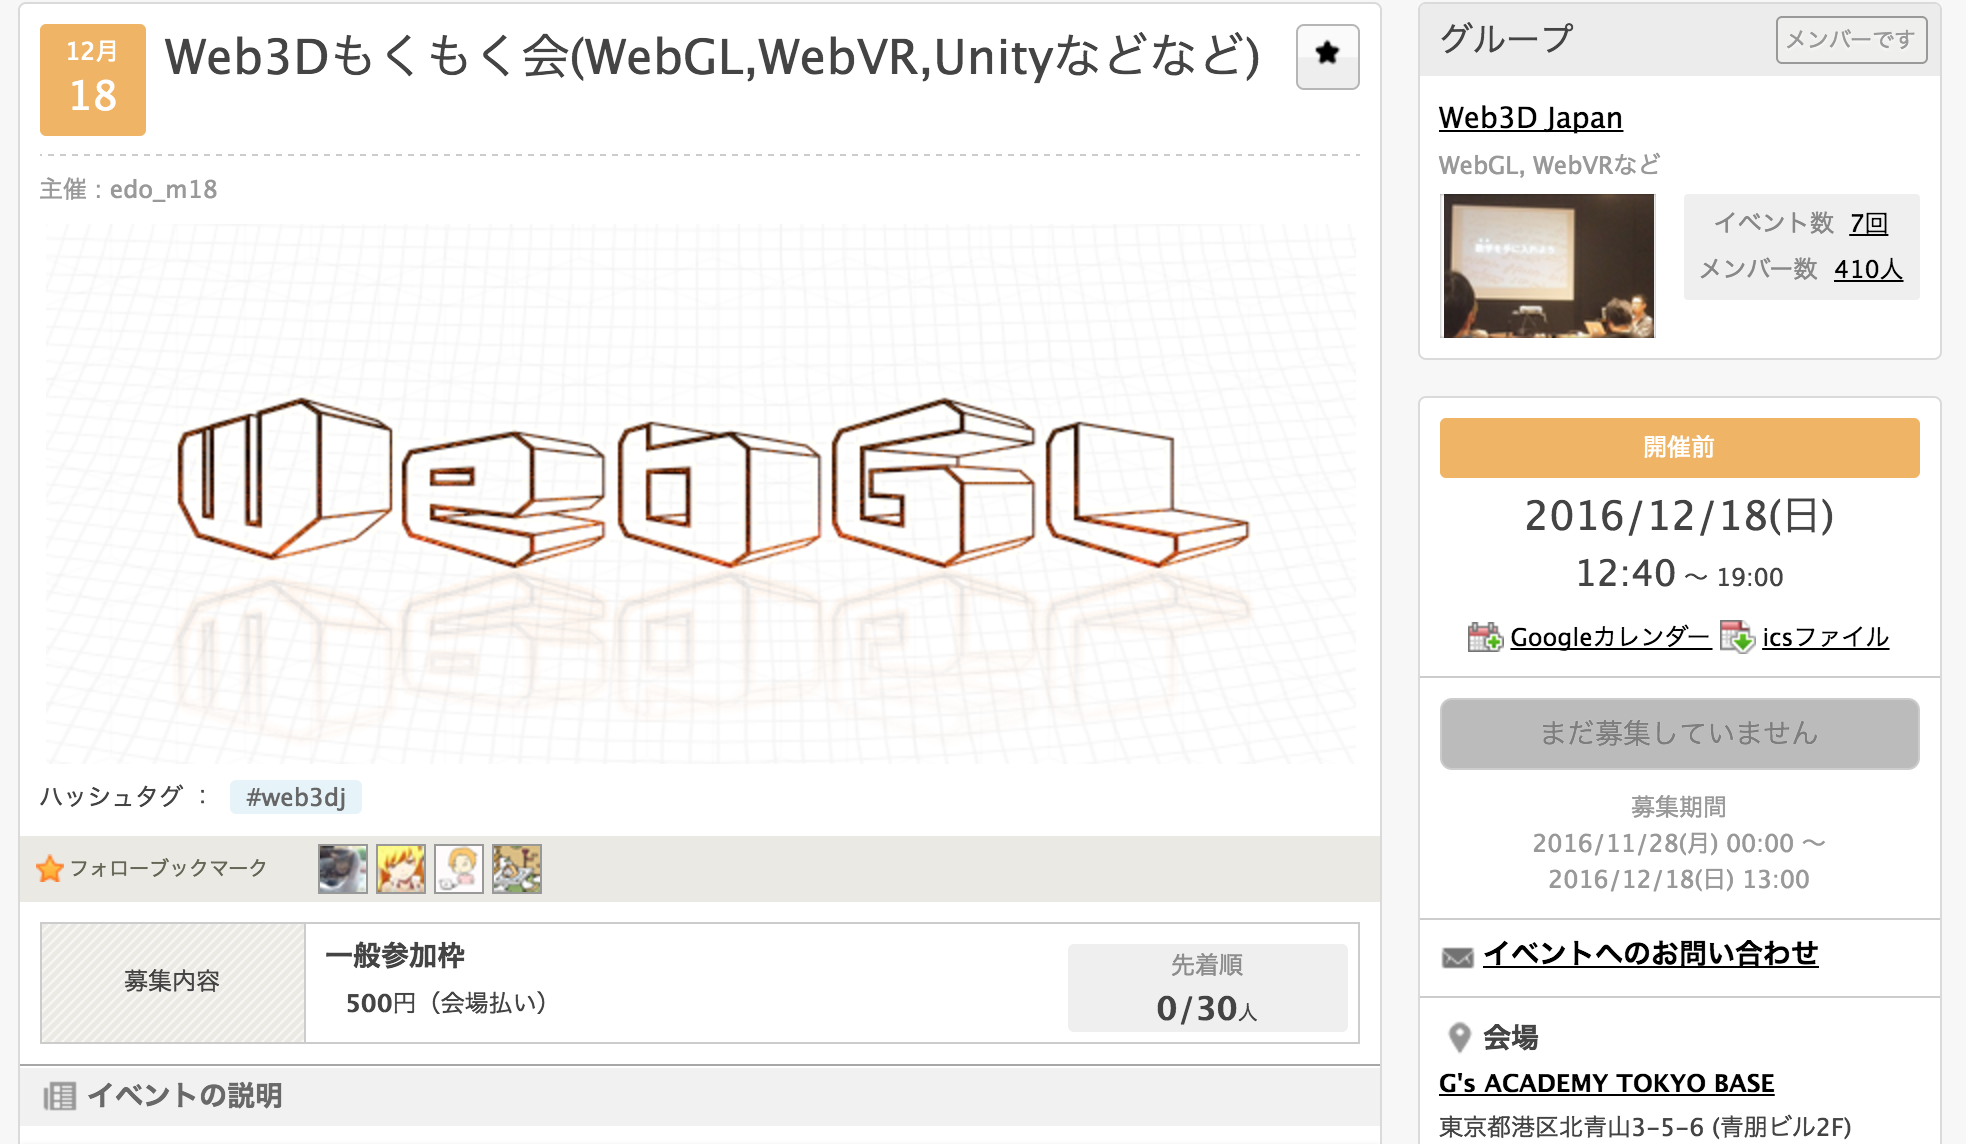 12月
18
Web3Dもくもく会(WebGL,WebVR,Unityなどなど)
主催 : edo_m18
WebGL
ハッシュタグ ：
#web3dj
フォローブックマーク
募集内容
一般参加枠
500円（会場払い）
先着順
0/30人
イベントの説明
グループ
メンバーです
Web3D Japan
WebGL, WebVRなど
数学を手に入れよう
イベント数 7回
メンバー数 410人
開催前
2016/12/18(日)
12:40 ～ 19:00
Googleカレンダー
icsファイル
まだ募集していません
募集期間
2016/11/28(月) 00:00 ～
2016/12/18(日) 13:00
イベントへのお問い合わせ
会場
G's ACADEMY TOKYO BASE
東京都港区北青山3-5-6 (青朋ビル2F)